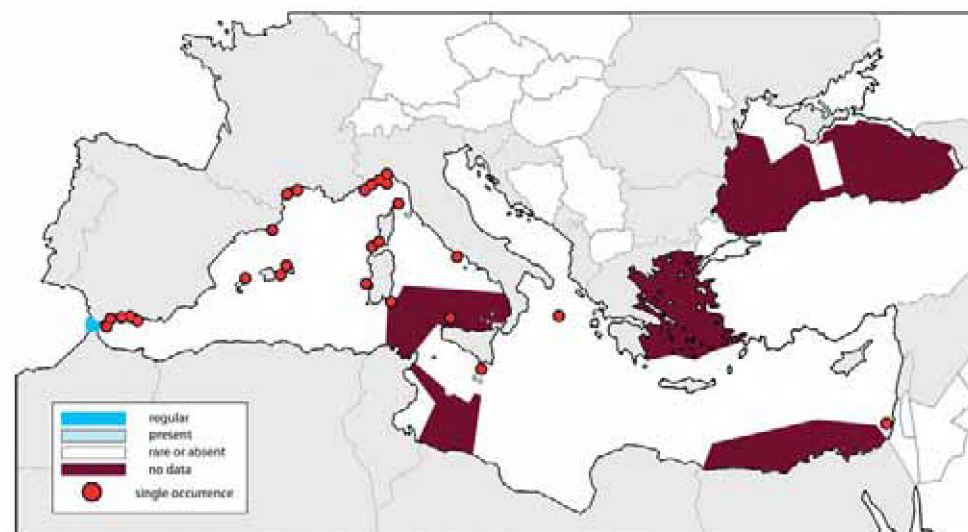 regular
present
rare or absent
no data
single occurrence